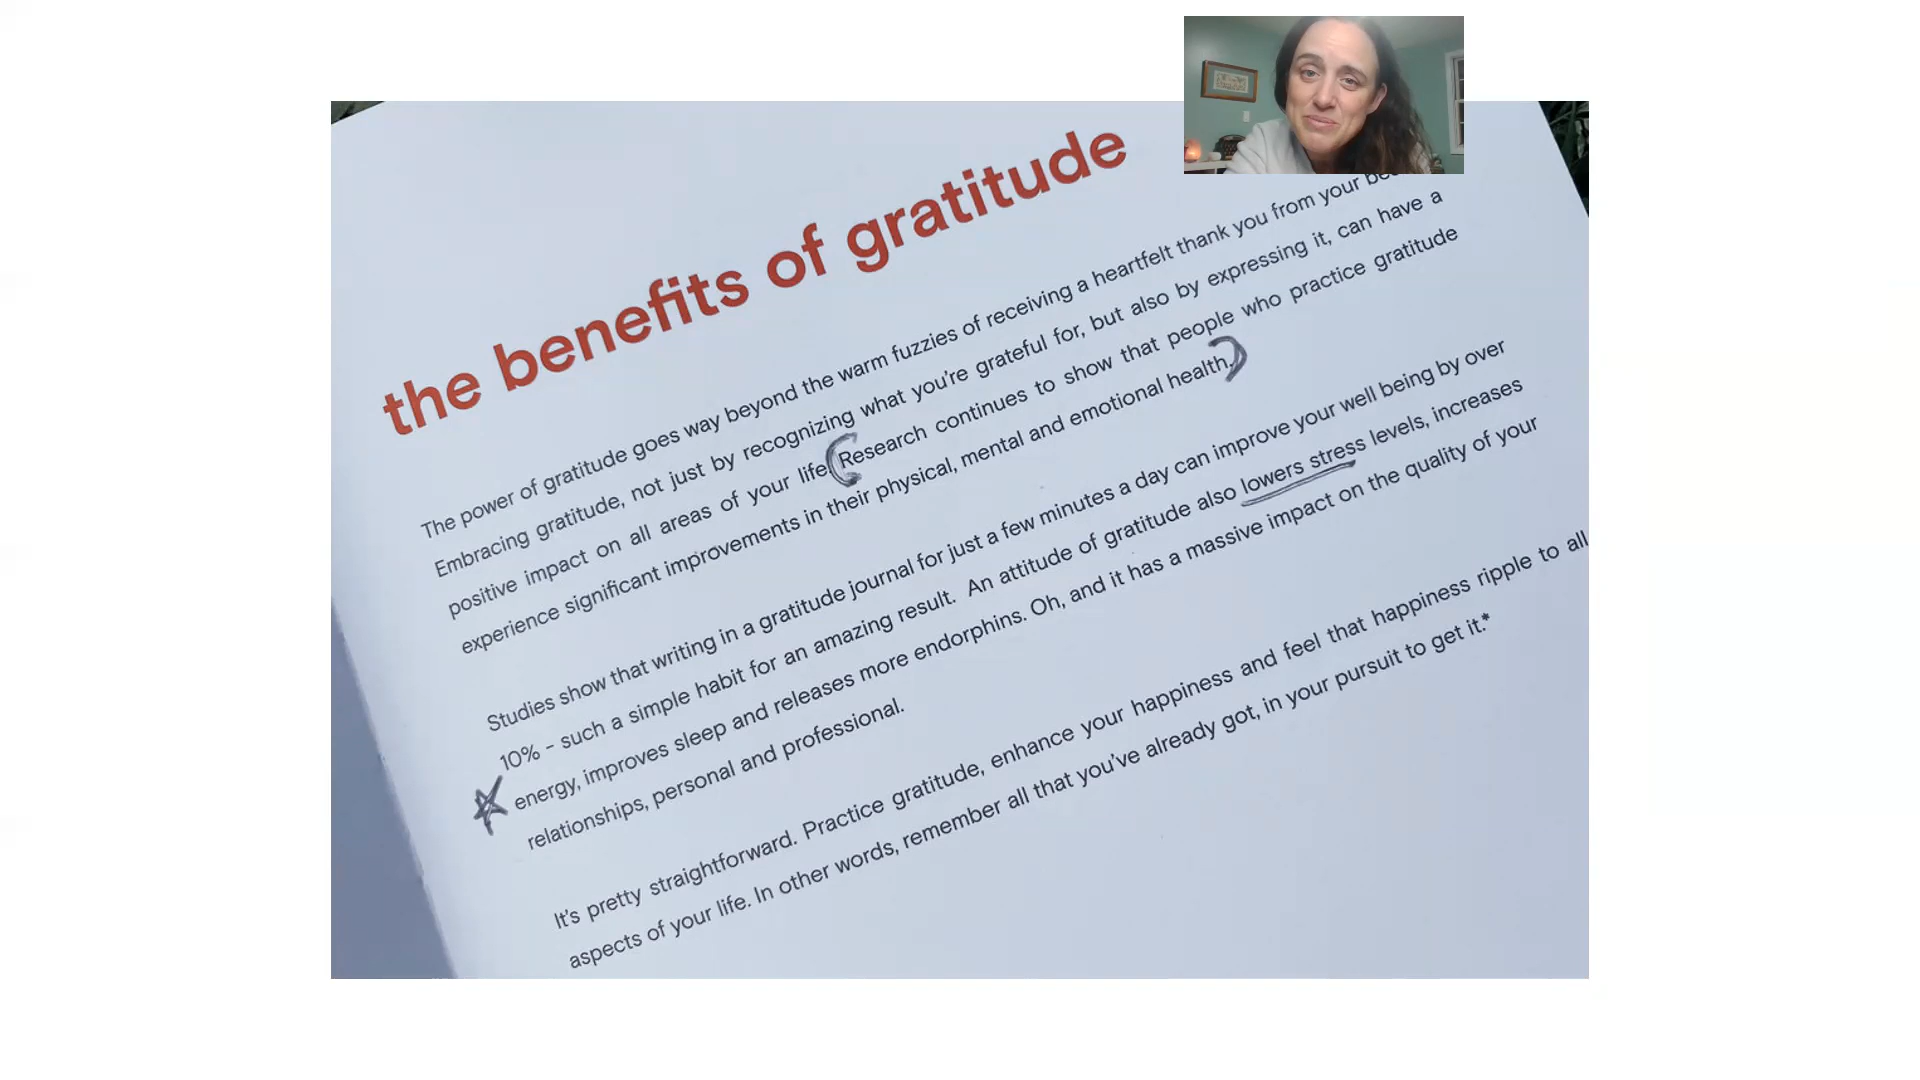 the benefits of gratitude
The power of gratitude goes way beyond the warm fuzzies of receiving a heartfelt thank you from your
Embracing gratitude, not just by recognizing what you're grateful for, but also by expressing it, can have a
positive impact on all areas of your life. Research continues to show that people who practice gratitude
experience significant improvements in their physical, mental and emotional health.
Studies show that writing in a gratitude journal for just a few minutes a day can improve your well being by over
10% - such a simple habit for an amazing result. An attitude of gratitude also lowers stress levels, increases
energy, improves sleep and releases more endorphins. Oh, and it has a massive impact on the quality of your
relationships, personal and professional.
It's pretty straightforward. Practice gratitude, enhance your happiness and feel that happiness ripple to all
aspects of your life. In other words, remember all that you've already got, in your pursuit to get it.*